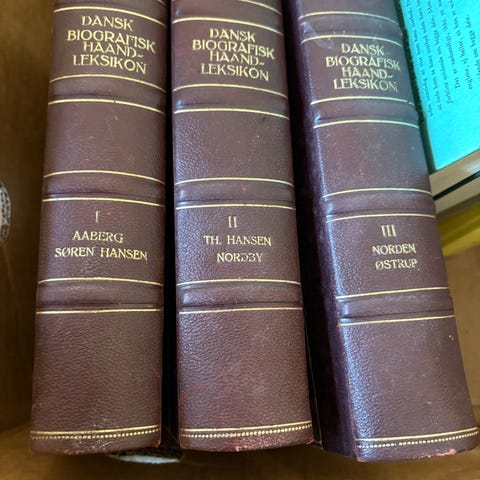 DANSK
BIOGRAFISK
HAAND-
LEKSIKON
I
AABERG
SØREN HANSEN
DANSK
BIOGRAFISK
HAAND-
LEKSIKON
II
TH. HANSEN
NORDBY
DANSK
BIOGRAFISK
HAAND-
LEKSIKON
III
NORDEN
ØSTRUP